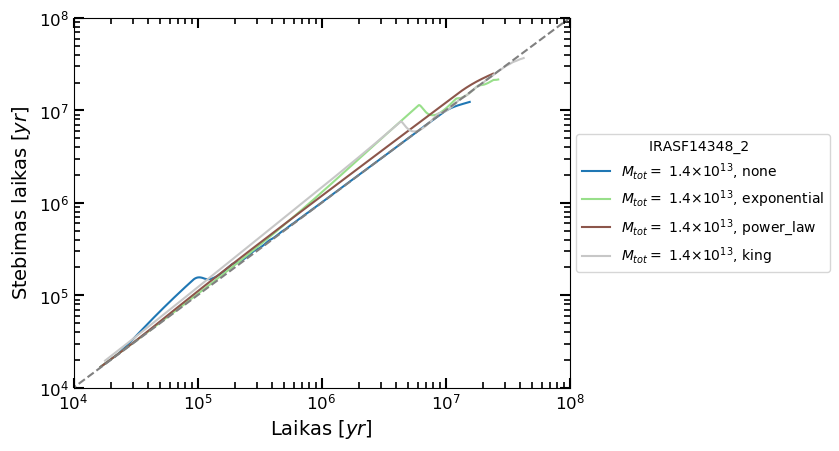 10^8
10^7
10^6
10^5
10^4
Stebimas laikas [yr]
10^4 10^5 10^6 10^7 10^8
Laikas [yr]
IRASF14348_2
M_tot = 1.4×10^13, none
M_tot = 1.4×10^13, exponential
M_tot = 1.4×10^13, power_law
M_tot = 1.4×10^13, king